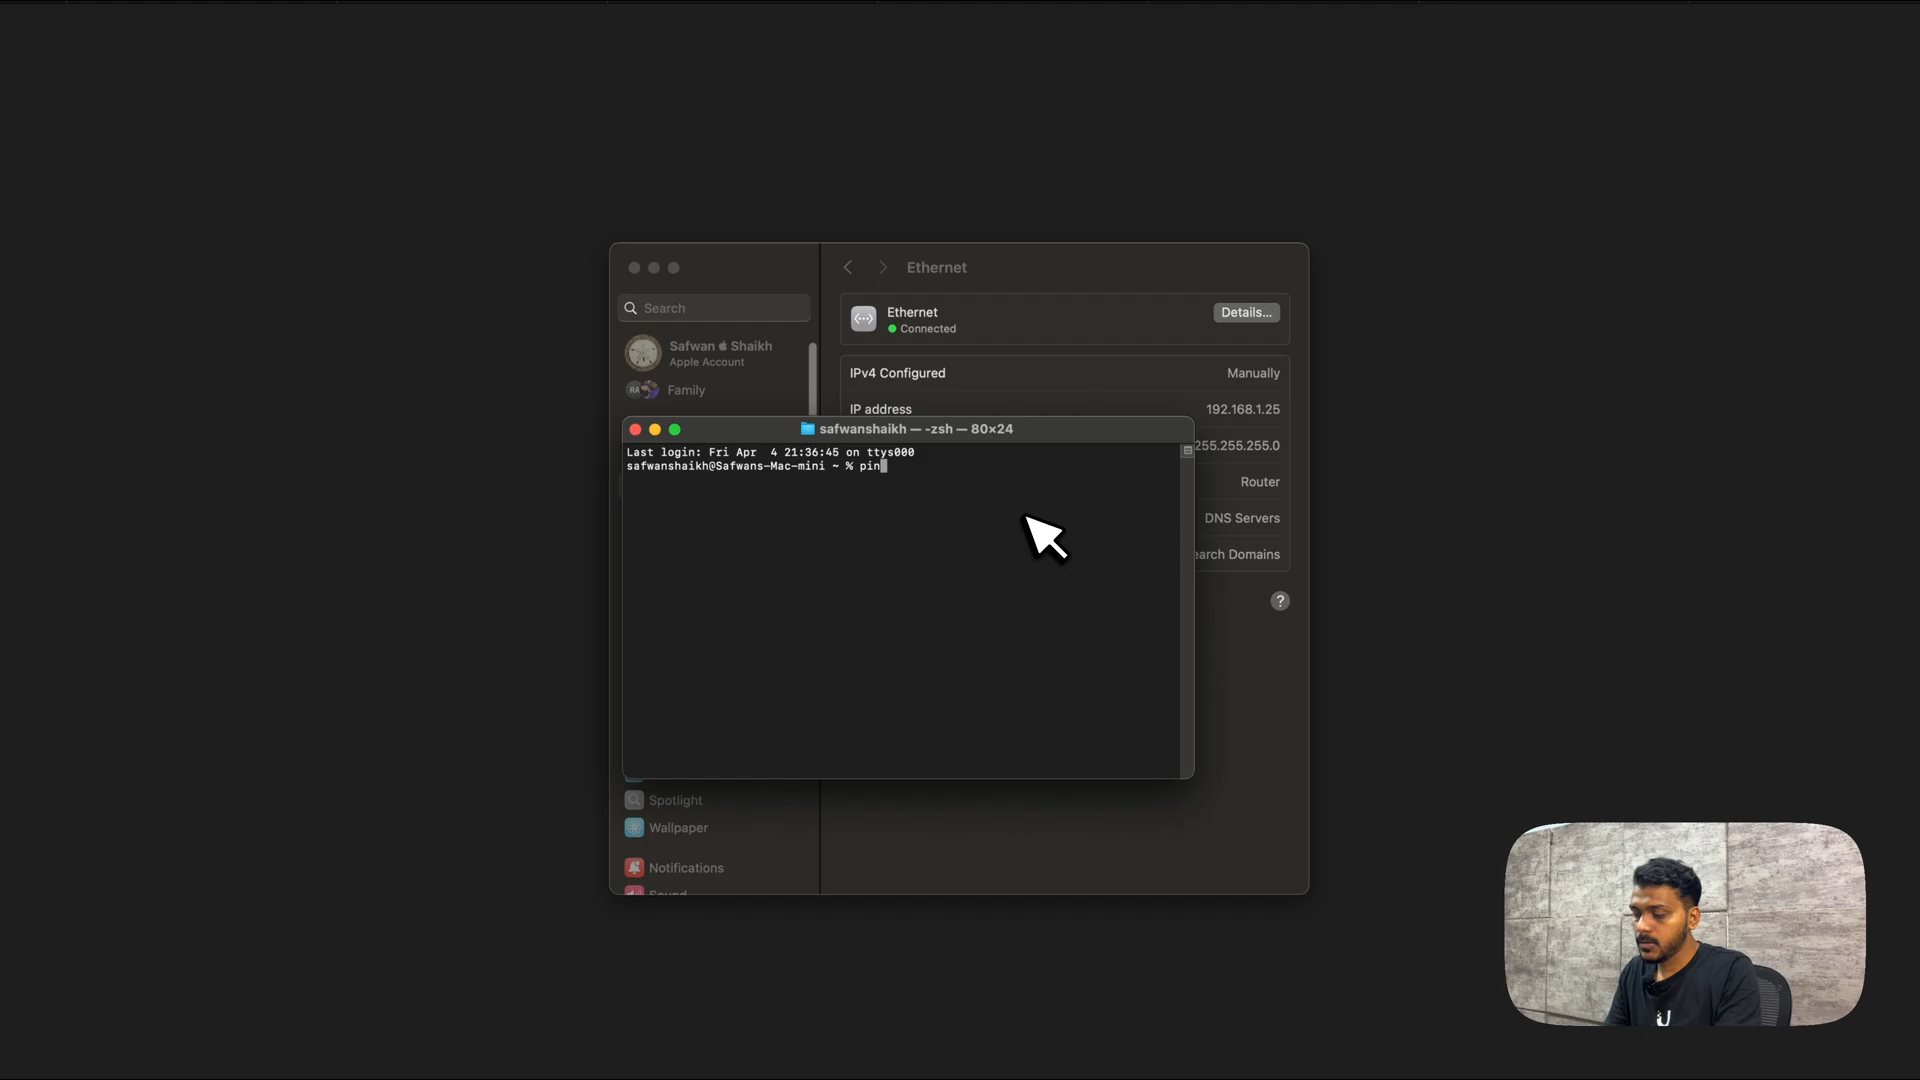 Ethernet
Search
Ethernet
Details...
Connected
Safwan Shaikh
Apple Account
IPv4 Configured
Manually
RA
Family
IP address
192.168.1.25
safwanshaikh — -zsh — 80×24
255.255.255.0
Last login: Fri Apr  4 21:36:45 on ttys000
safwanshaikh@Safwans-Mac-mini ~ % pin
Router
DNS Servers
earch Domains
?
Spotlight
Wallpaper
Notifications
Sound